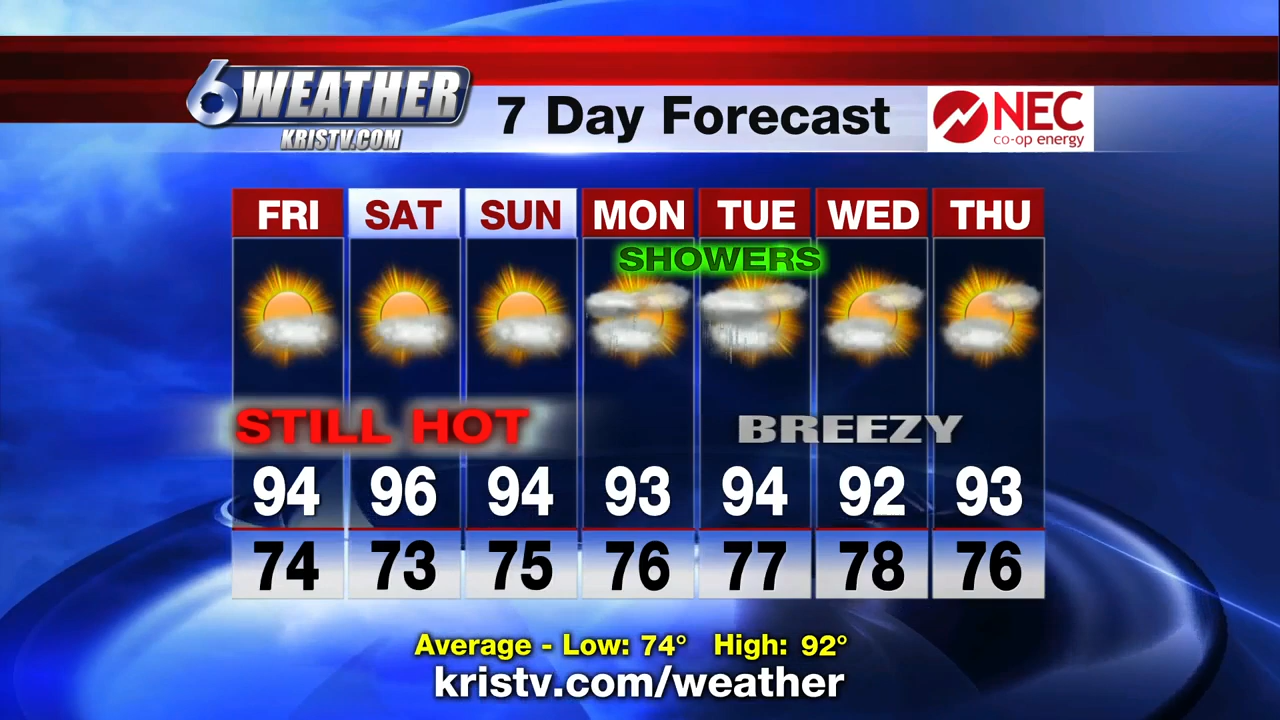 6 WEATHER
KRISTV.COM
7 Day Forecast
NEC
co-op energy
FRI SAT SUN MON TUE WED THU
SHOWERS
STILL HOT
BREEZY
94 96 94 93 94 92 93
74 73 75 76 77 78 76
Average - Low: 74° High: 92°
kristv.com/weather